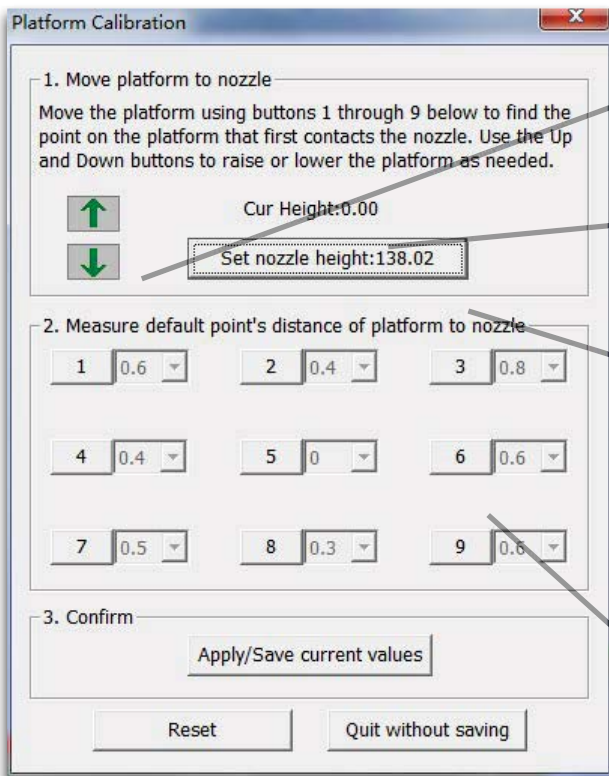 Platform Calibration
1. Move platform to nozzle
Move the platform using buttons 1 through 9 below to find the
point on the platform that first contacts the nozzle. Use the Up
and Down buttons to raise or lower the platform as needed.
Cur Height:0.00
Set nozzle height:138.02
2. Measure default point's distance of platform to nozzle
1 0.6 2 0.4 3 0.8
4 0.4 5 0 6 0.6
7 0.5 8 0.3 9 0.6
3. Confirm
Apply/Save current values
Reset Quit without saving